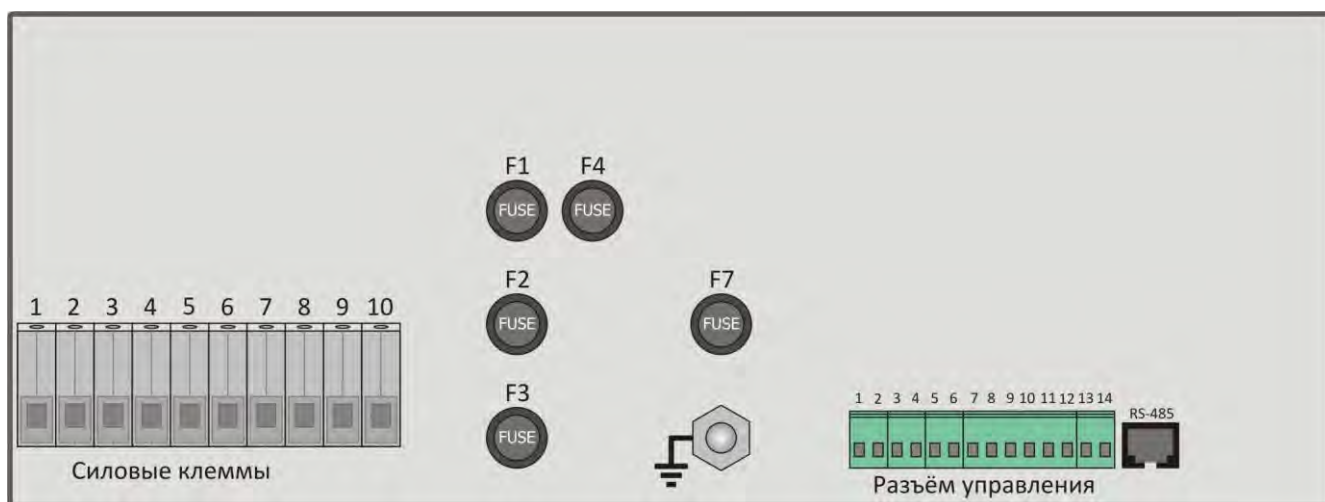 F1 F4
FUSE FUSE
F2 F7
1 2 3 4 5 6 7 8 9 10
FUSE FUSE
F3
1 2 3 4 5 6 7 8 9 10 11 12 13 14
RS-485
FUSE
Силовые клеммы
Разъём управления